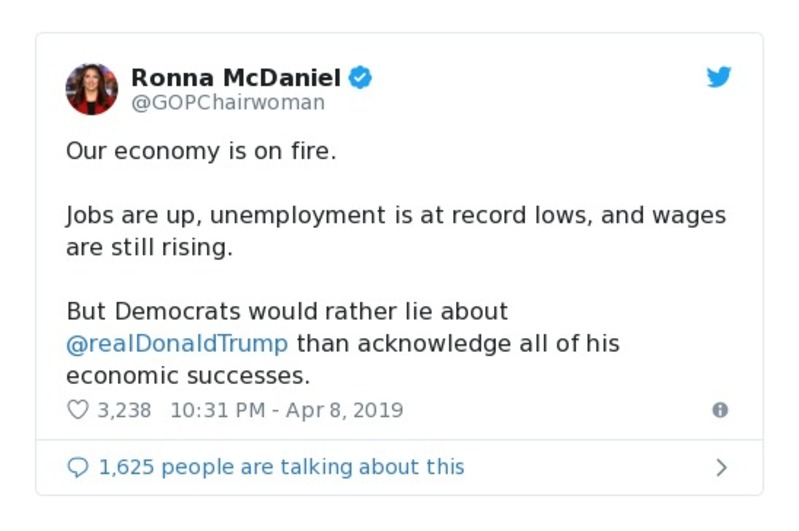 Ronna McDaniel
@GOPChairwoman
Our economy is on fire.
Jobs are up, unemployment is at record lows, and wages
are still rising.
But Democrats would rather lie about
@realDonaldTrump than acknowledge all of his
economic successes.
3,238 10:31 PM - Apr 8, 2019
1,625 people are talking about this